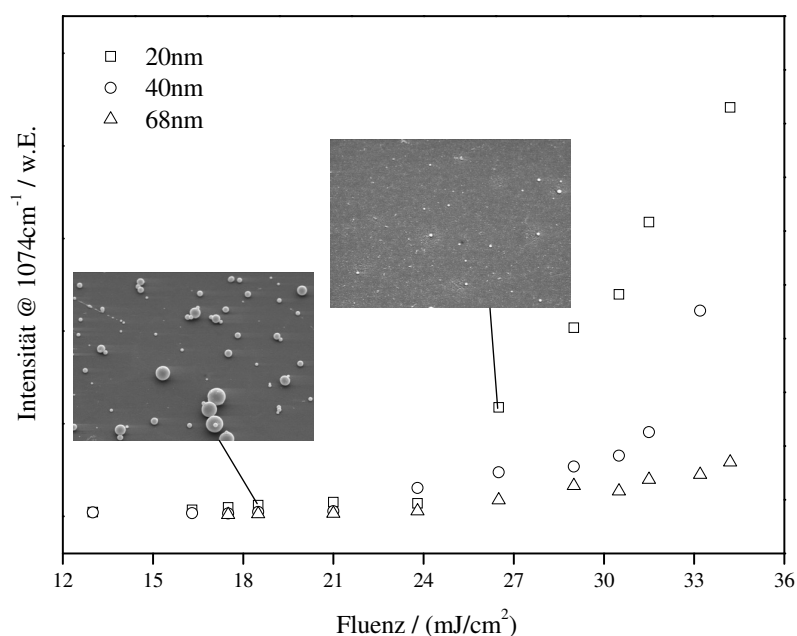 20nm
40nm
68nm
Intensität @ 1074cm⁻¹ / w.E.
12 15 18 21 24 27 30 33 36
Fluenz / (mJ/cm²)